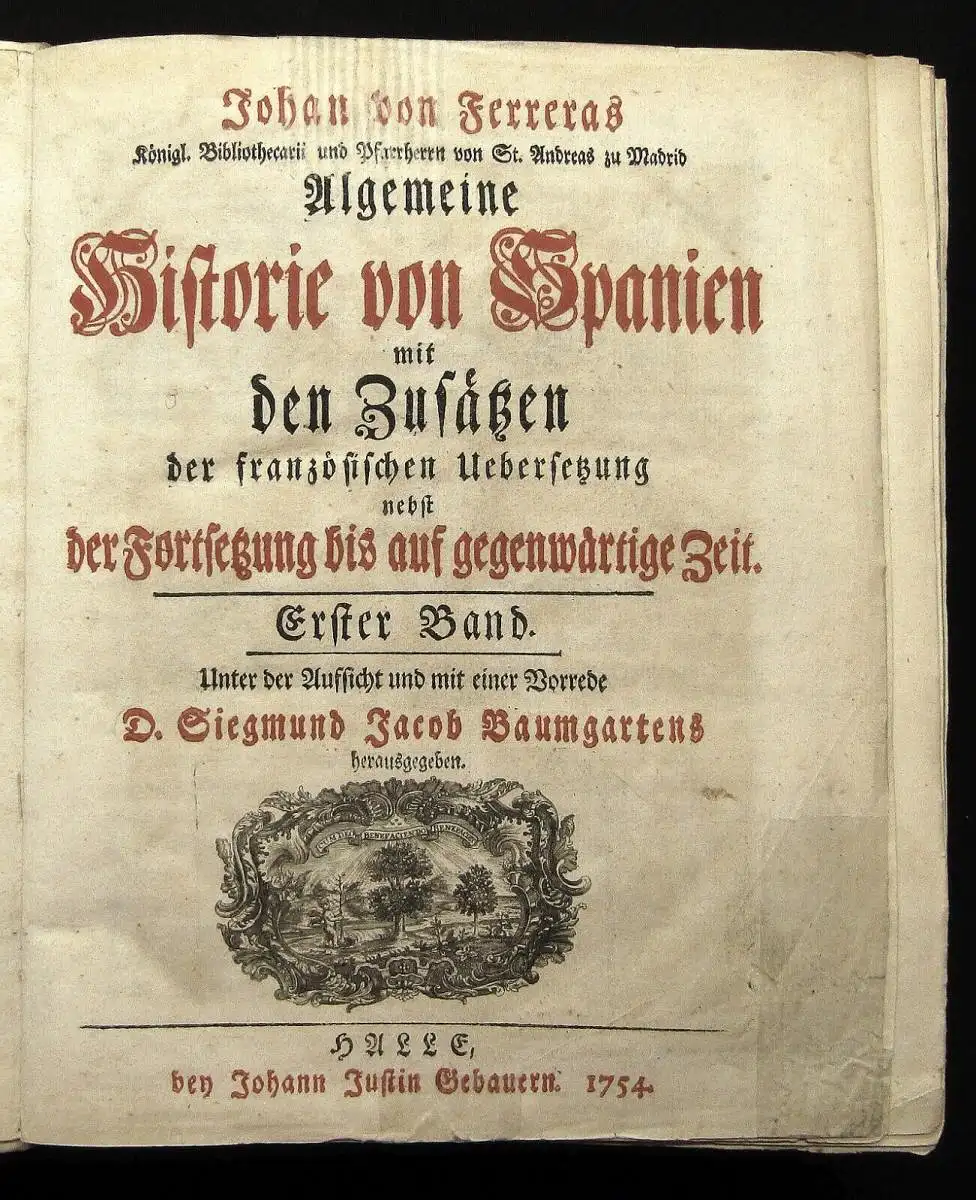 Johan von Ferreras
Königl. Bibliothecarii und Pfarrherrn von St. Andreas zu Madrid
Algemeine
Historie von Spanien
mit
den Zusätzen
der französischen Uebersetzung
nebst
der Fortsetzung bis auf gegenwärtige Zeit.
Erster Band.
Unter der Aufsicht und mit einer Vorrede
D. Siegmund Jacob Baumgartens
herausgegeben.
BENEFACIENDO
HALLE,
bey Johann Justin Gebauern. 1754.